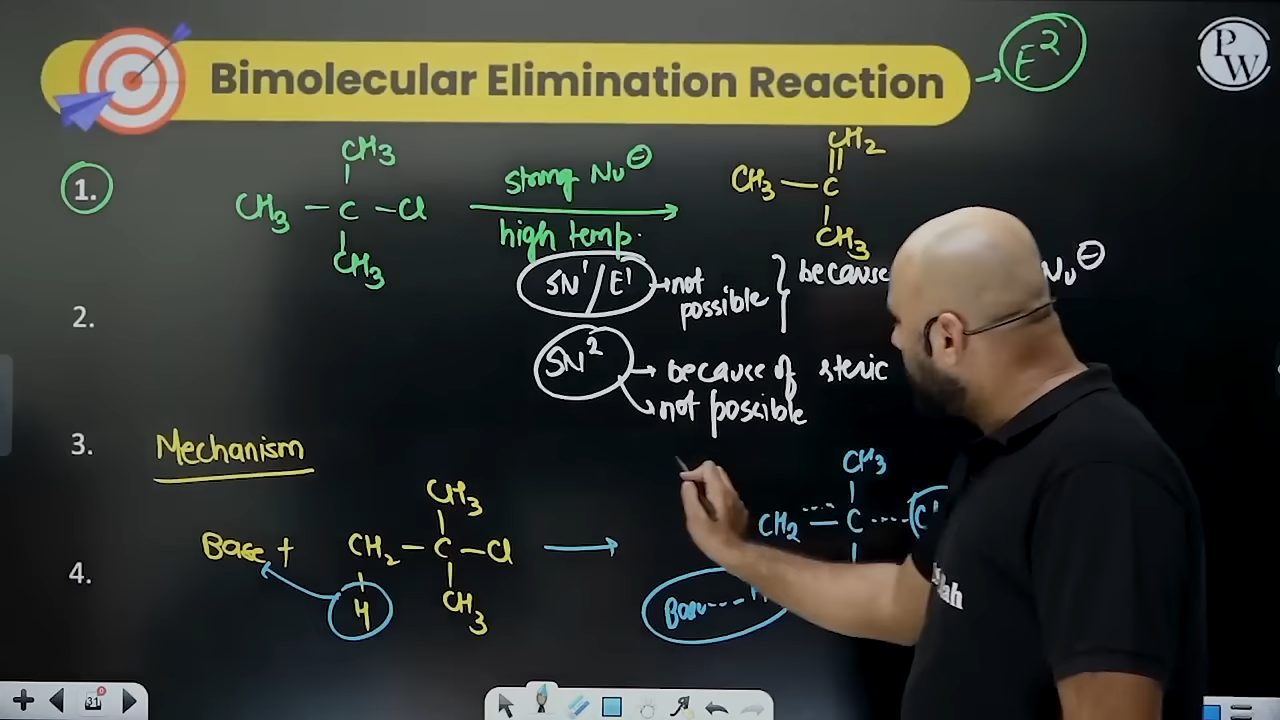 Bimolecular Elimination Reaction → E²
P
W
1.
CH₃
CH₃ — C — Cl
CH₃
strong Nu⊖
high temp.
CH₂
CH₃ — C
CH₃
SN¹/E¹ → not possible } because
Nu⊖
2.
SN² → because of steric
→ not possible
3. Mechanism
CH₃
Base + CH₂ — C — Cl
H
CH₃
→
CH₃
CH₂ — C
Base
4.
31